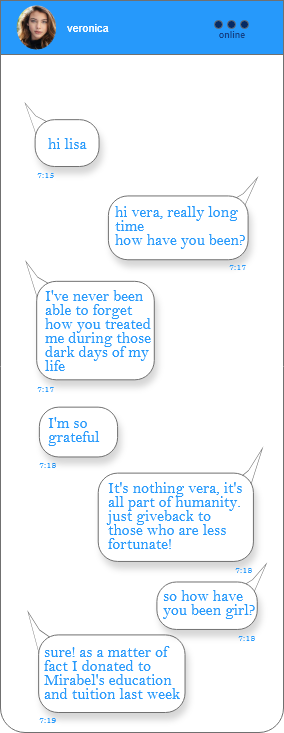 veronica
online
hi lisa
7:15
hi vera, really long
time
how have you been?
7:17
I've never been
able to forget
how you treated
me during those
dark days of my
life
7:17
I'm so
grateful
7:18
It's nothing vera, it's
all part of humanity.
just giveback to
those who are less
fortunate!
7:18
so how have
you been girl?
7:18
sure! as a matter of
fact I donated to
Mirabel's education
and tuition last week
7:19